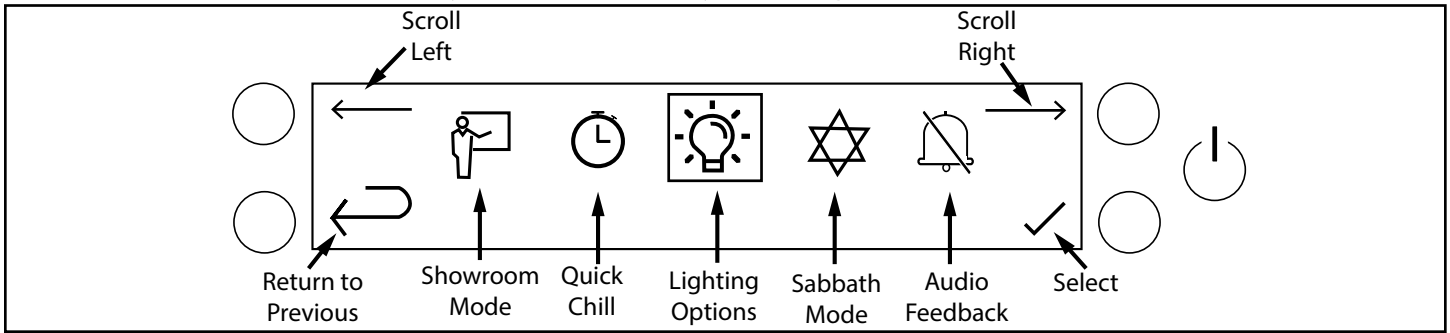 Scroll
Left
Scroll
Right
Return to
Previous
Showroom
Mode
Quick
Chill
Lighting
Options
Sabbath
Mode
Audio
Feedback
Select